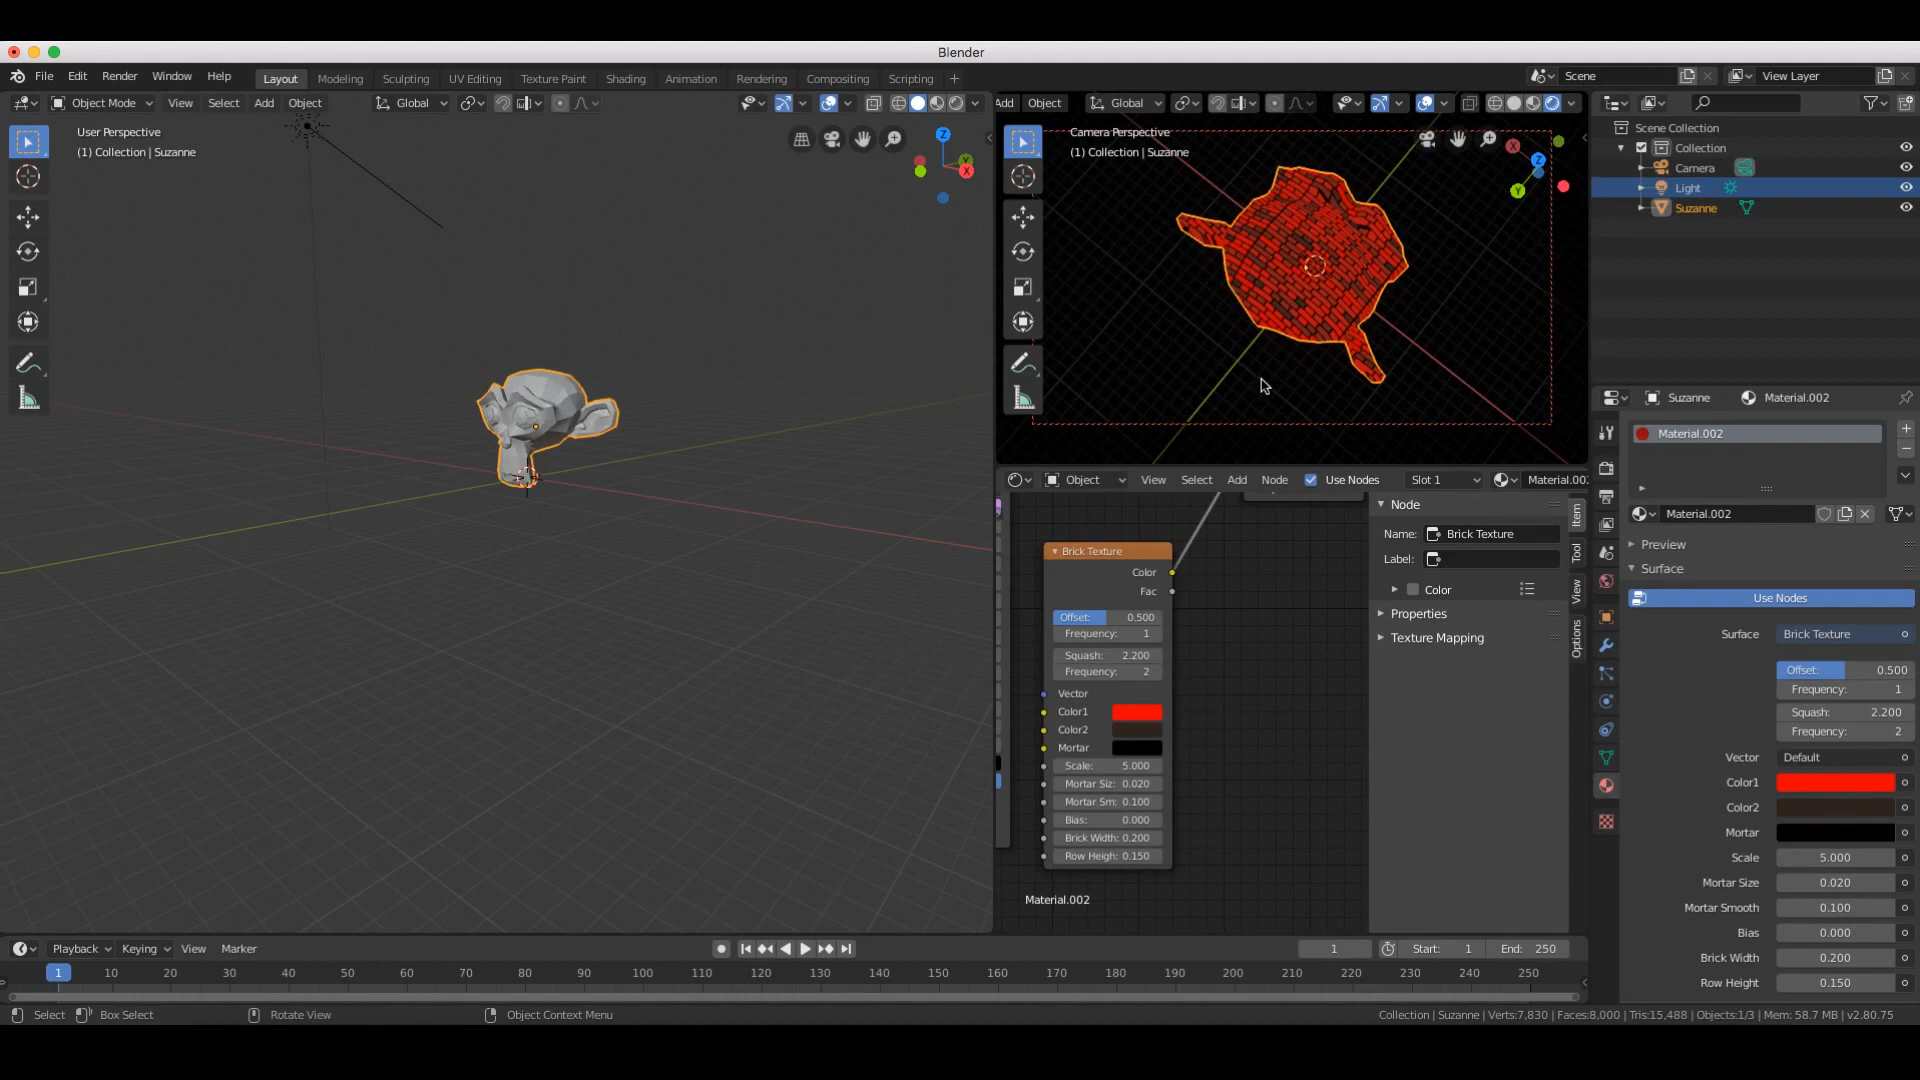 Blender
File Edit Render Window Help Layout Modeling Sculpting UV Editing Texture Paint Shading Animation Rendering Compositing Scripting + Scene View Layer
Object Mode View Select Add Object Global
User Perspective
(1) Collection | Suzanne
Z
Y
X
Add Object Global
Camera Perspective
(1) Collection | Suzanne
X
Z
Y
Scene Collection
Collection
Camera
Light
Suzanne
Object View Select Add Node Use Nodes Slot 1 Material.002
Brick Texture
Color
Fac
Offset: 0.500
Frequency: 1
Squash: 2.200
Frequency: 2
Vector
Color1
Color2
Mortar
Scale: 5.000
Mortar Siz: 0.020
Mortar Sm: 0.100
Bias: 0.000
Brick Width: 0.200
Row Heigh: 0.150
Material.002
Node
Name: Brick Texture
Label:
Color
Properties
Texture Mapping
Item
Tool
View
Options
Suzanne Material.002
Material.002
Material.002
Preview
Surface
Use Nodes
Surface Brick Texture
Offset: 0.500
Frequency: 1
Squash: 2.200
Frequency: 2
Vector Default
Color1
Color2
Mortar
Scale 5.000
Mortar Size 0.020
Mortar Smooth 0.100
Bias 0.000
Brick Width 0.200
Row Height 0.150
Playback Keying View Marker 1 Start: 1 End: 250
1 10 20 30 40 50 60 70 80 90 100 110 120 130 140 150 160 170 180 190 200 210 220 230 240 250
Select Box Select Rotate View Object Context Menu Collection | Suzanne | Verts:7,830 | Faces:8,000 | Tris:15,488 | Objects:1/3 | Mem: 58.7 MB | v2.80.75